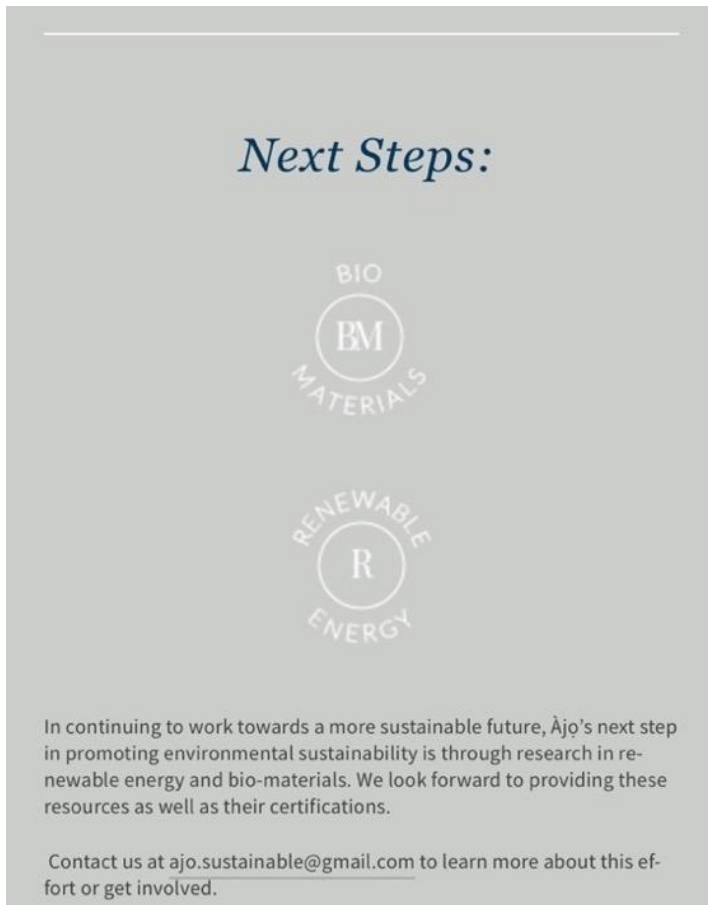 Next Steps:
BIO
BM
MATERIALS
RENEWABLE
R
ENERGY
In continuing to work towards a more sustainable future, Àjọ’s next step
in promoting environmental sustainability is through research in re-
newable energy and bio-materials. We look forward to providing these
resources as well as their certifications.
Contact us at ajo.sustainable@gmail.com to learn more about this ef-
fort or get involved.